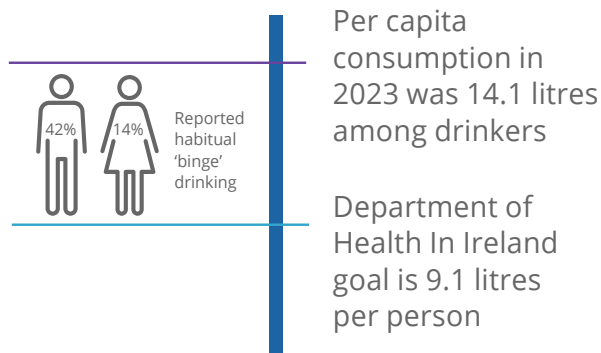 42%
14%
Reported
habitual
‘binge’
drinking
Per capita
consumption in
2023 was 14.1 litres
among drinkers
Department of
Health In Ireland
goal is 9.1 litres
per person